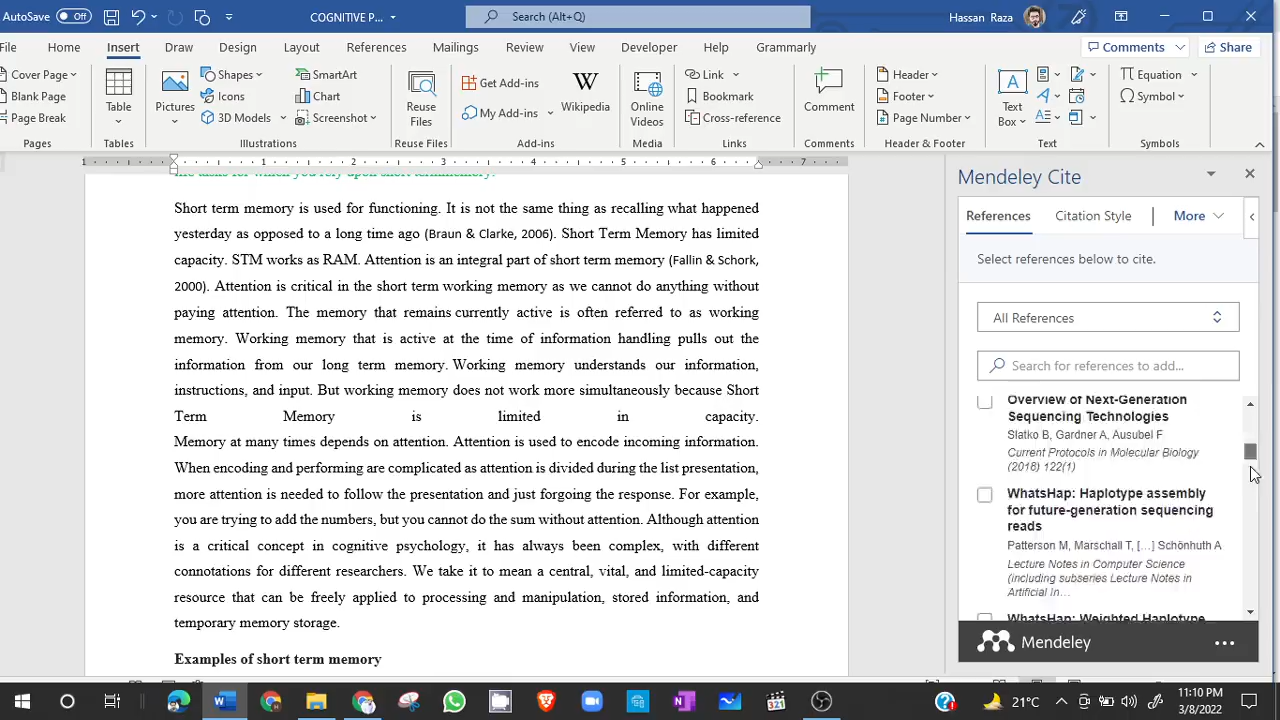 AutoSave Off COGNITIVE P... Search (Alt+Q) Hassan Raza
File Home Insert Draw Design Layout References Mailings Review View Developer Help Grammarly Comments Share
Cover Page
Blank Page
Page Break
Pages
Table
Tables
Pictures
Shapes
Icons
3D Models
SmartArt
Chart
Screenshot
Illustrations
Reuse
Files
Reuse Files
Get Add-ins
My Add-ins
Wikipedia
Add-ins
Online
Videos
Media
Link
Bookmark
Cross-reference
Links
Comment
Comments
Header
Footer
Page Number
Header & Footer
Text
Box
Text
Equation
Symbol
Symbols
1 1 2 3 4 5 6 7
life tasks for which you rely upon short termmemory.
Short term memory is used for functioning. It is not the same thing as recalling what happened
yesterday as opposed to a long time ago (Braun & Clarke, 2006). Short Term Memory has limited
capacity. STM works as RAM. Attention is an integral part of short term memory (Fallin & Schork,
2000). Attention is critical in the short term working memory as we cannot do anything without
paying attention. The memory that remains currently active is often referred to as working
memory. Working memory that is active at the time of information handling pulls out the
information from our long term memory. Working memory understands our information,
instructions, and input. But working memory does not work more simultaneously because Short
Term Memory is limited in capacity.
Memory at many times depends on attention. Attention is used to encode incoming information.
When encoding and performing are complicated as attention is divided during the list presentation,
more attention is needed to follow the presentation and just forgoing the response. For example,
you are trying to add the numbers, but you cannot do the sum without attention. Although attention
is a critical concept in cognitive psychology, it has always been complex, with different
connotations for different researchers. We take it to mean a central, vital, and limited-capacity
resource that can be freely applied to processing and manipulation, stored information, and
temporary memory storage.
Examples of short term memory
Mendeley Cite
References Citation Style More
Select references below to cite.
All References
Search for references to add...
Overview of Next-Generation
Sequencing Technologies
Slatko B, Gardner A, Ausubel F
Current Protocols in Molecular Biology
(2018) 122(1)
WhatsHap: Haplotype assembly
for future-generation sequencing
reads
Patterson M, Marschall T, [...] Schönhuth A
Lecture Notes in Computer Science
(including subseries Lecture Notes in
Artificial In...
WhatsHap: Weighted Haplotype
Mendeley
21°C
11:10 PM
3/8/2022